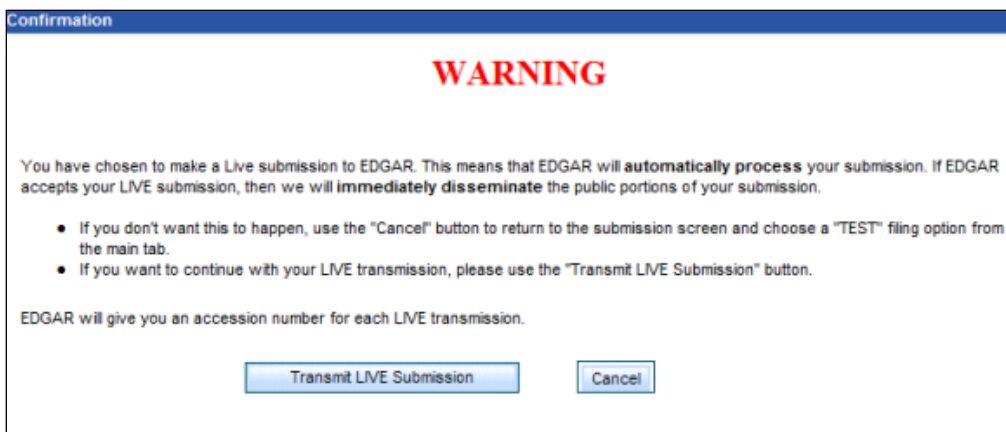 Confirmation
WARNING
You have chosen to make a Live submission to EDGAR. This means that EDGAR will automatically process your submission. If EDGAR
accepts your LIVE submission, then we will immediately disseminate the public portions of your submission.
● If you don't want this to happen, use the "Cancel" button to return to the submission screen and choose a "TEST" filing option from
the main tab.
● If you want to continue with your LIVE transmission, please use the "Transmit LIVE Submission" button.
EDGAR will give you an accession number for each LIVE transmission.
Transmit LIVE Submission Cancel